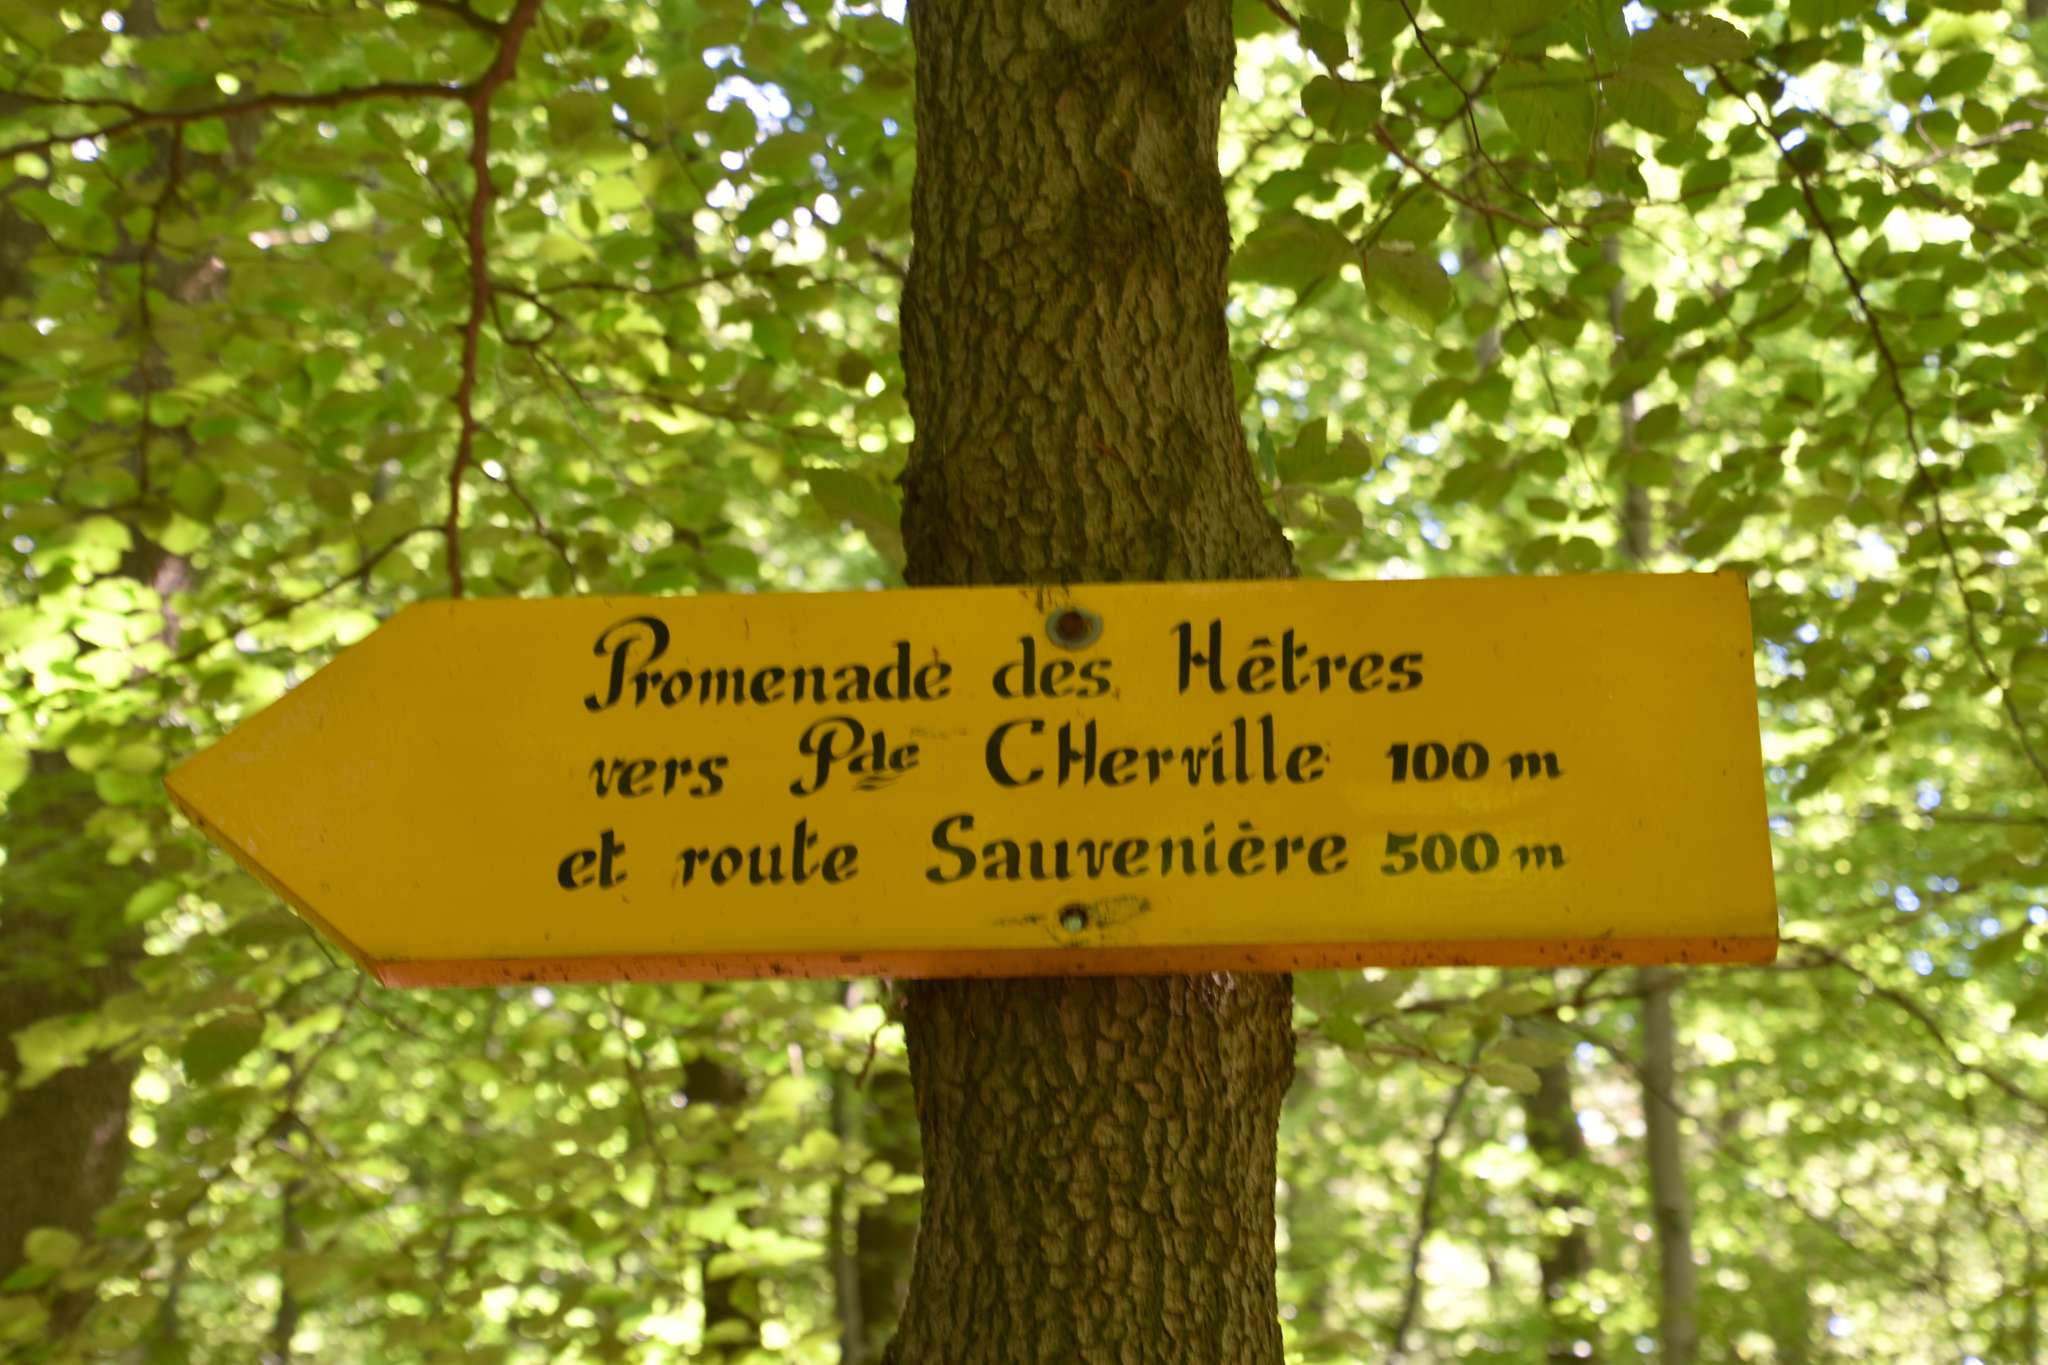 Promenade des Hêtres
vers Pde CHerville 100 m
et route Sauvenière 500 m